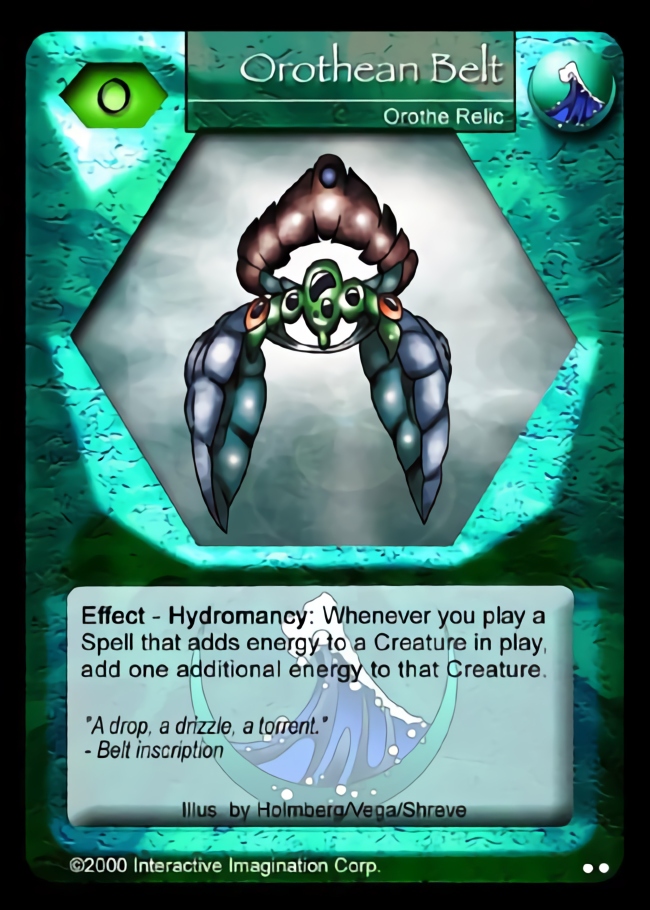 0
Orothean Belt
Orothe Relic
Effect - Hydromancy: Whenever you play a
Spell that adds energy to a Creature in play,
add one additional energy to that Creature.
"A drop, a drizzle, a torrent."
- Belt inscription
Illus by Holmberg/Vega/Shreve
©2000 Interactive Imagination Corp.